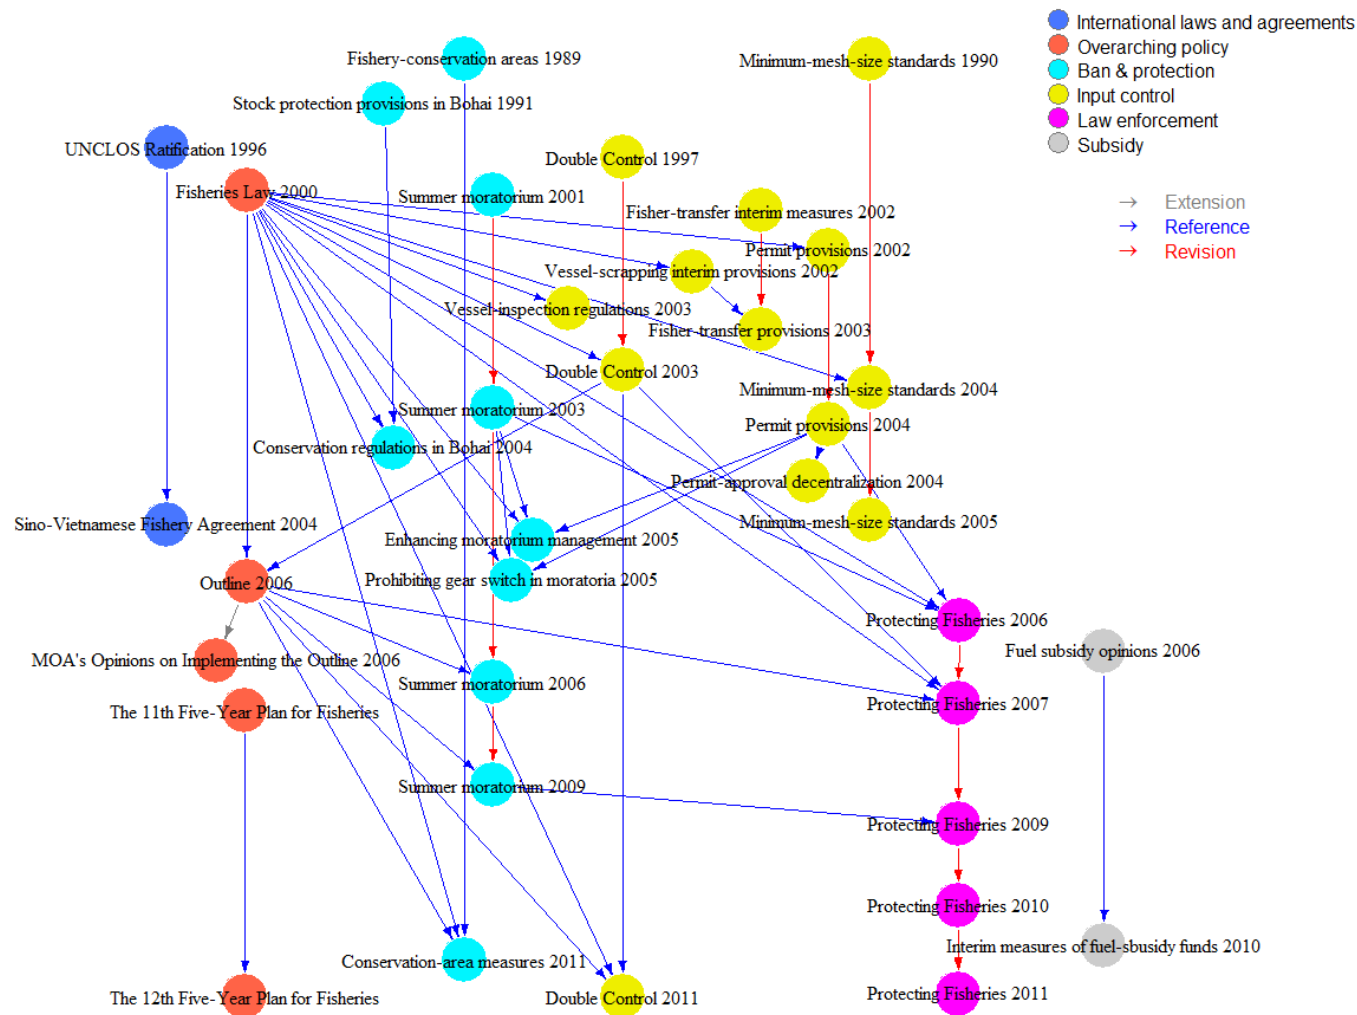 International laws and agreements
Overarching policy
Ban & protection
Input control
Law enforcement
Subsidy
Extension
Reference
Revision
Fishery-conservation areas 1989
Minimum-mesh-size standards 1990
Stock protection provisions in Bohai 1991
UNCLOS Ratification 1996
Double Control 1997
Fisheries Law 2000
Summer moratorium 2001
Fisher-transfer interim measures 2002
Permit provisions 2002
Vessel-scrapping interim provisions 2002
Vessel-inspection regulations 2003
Fisher-transfer provisions 2003
Double Control 2003
Minimum-mesh-size standards 2004
Summer moratorium 2003
Permit provisions 2004
Conservation regulations in Bohai 2004
Permit-approval decentralization 2004
Sino-Vietnamese Fishery Agreement 2004
Minimum-mesh-size standards 2005
Enhancing moratorium management 2005
Prohibiting gear switch in moratoria 2005
Outline 2006
Protecting Fisheries 2006
Fuel subsidy opinions 2006
MOA's Opinions on Implementing the Outline 2006
Summer moratorium 2006
Protecting Fisheries 2007
The 11th Five-Year Plan for Fisheries
Summer moratorium 2009
Protecting Fisheries 2009
Protecting Fisheries 2010
Interim measures of fuel-sbusidy funds 2010
Conservation-area measures 2011
Protecting Fisheries 2011
The 12th Five-Year Plan for Fisheries
Double Control 2011